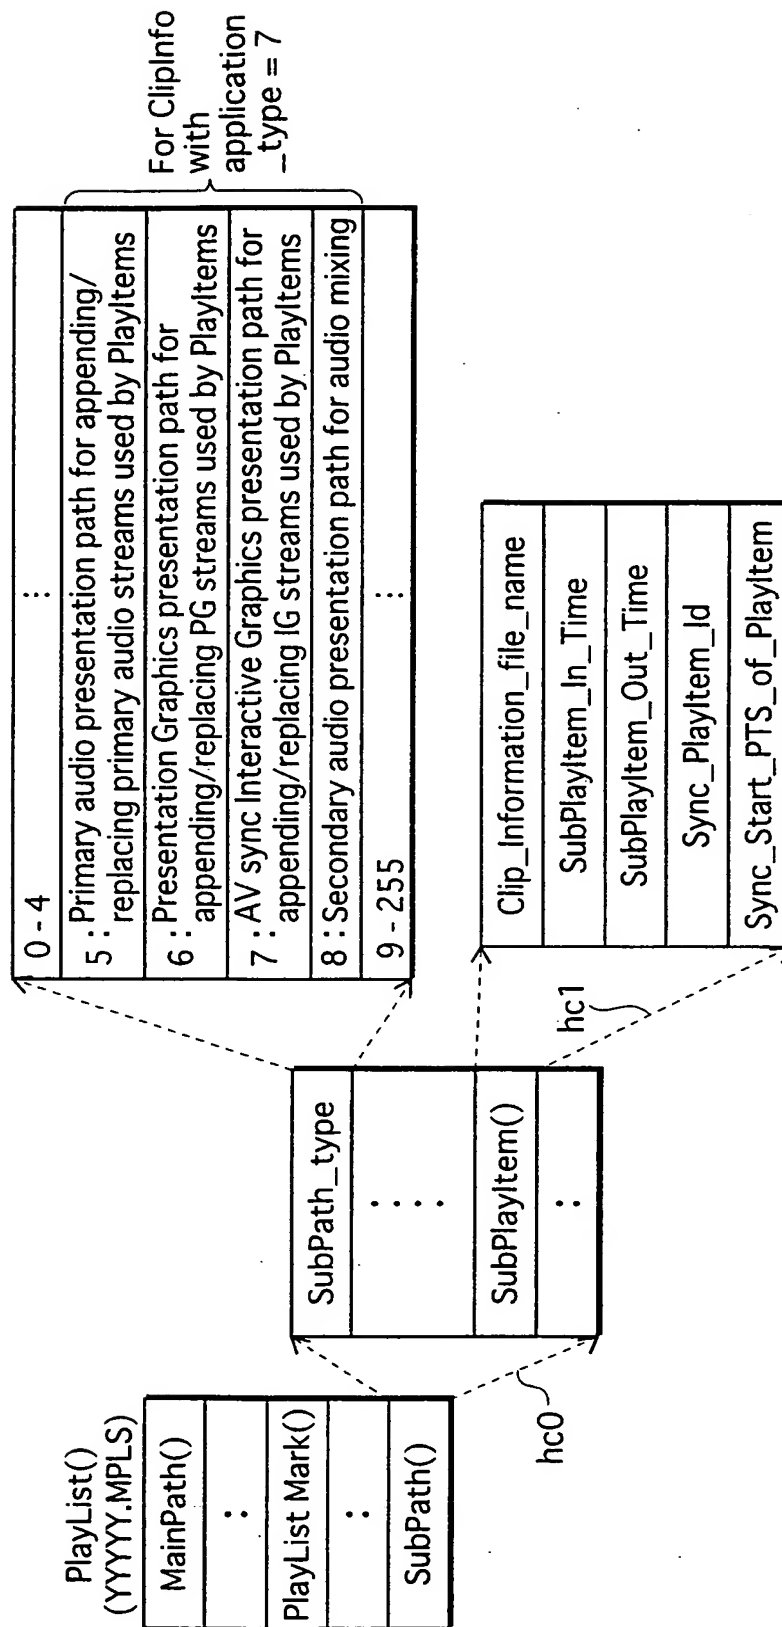 PlayList()
(YYYYY.MPLS)
MainPath()
:
PlayList Mark()
:
SubPath()
hc0
SubPath_type
....
SubPlayItem()
:
hc1
0-4 :
5: Primary audio presentation path for appending/
replacing primary audio streams used by PlayItems
6: Presentation Graphics presentation path for
appending/replacing PG streams used by PlayItems
7: AV sync Interactive Graphics presentation path for
appending/replacing IG streams used by PlayItems
8: Secondary audio presentation path for audio mixing
9-255 :
For ClipInfo
with
application
_type = 7
Clip_Information_file_name
SubPlayItem_In_Time
SubPlayItem_Out_Time
Sync_PlayItem_Id
Sync_Start_PTS_of_PlayItem